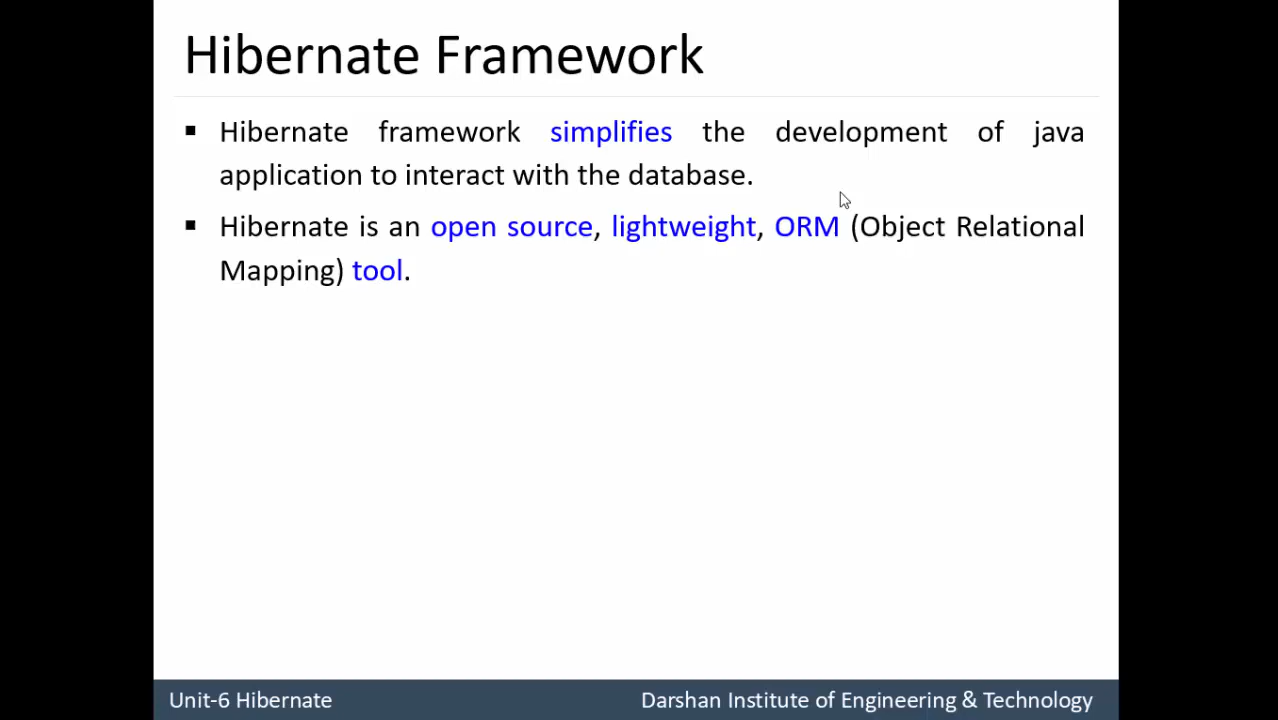 Hibernate Framework
▪ Hibernate framework simplifies the development of java
application to interact with the database.
▪ Hibernate is an open source, lightweight, ORM (Object Relational
Mapping) tool.
Unit-6 Hibernate Darshan Institute of Engineering & Technology